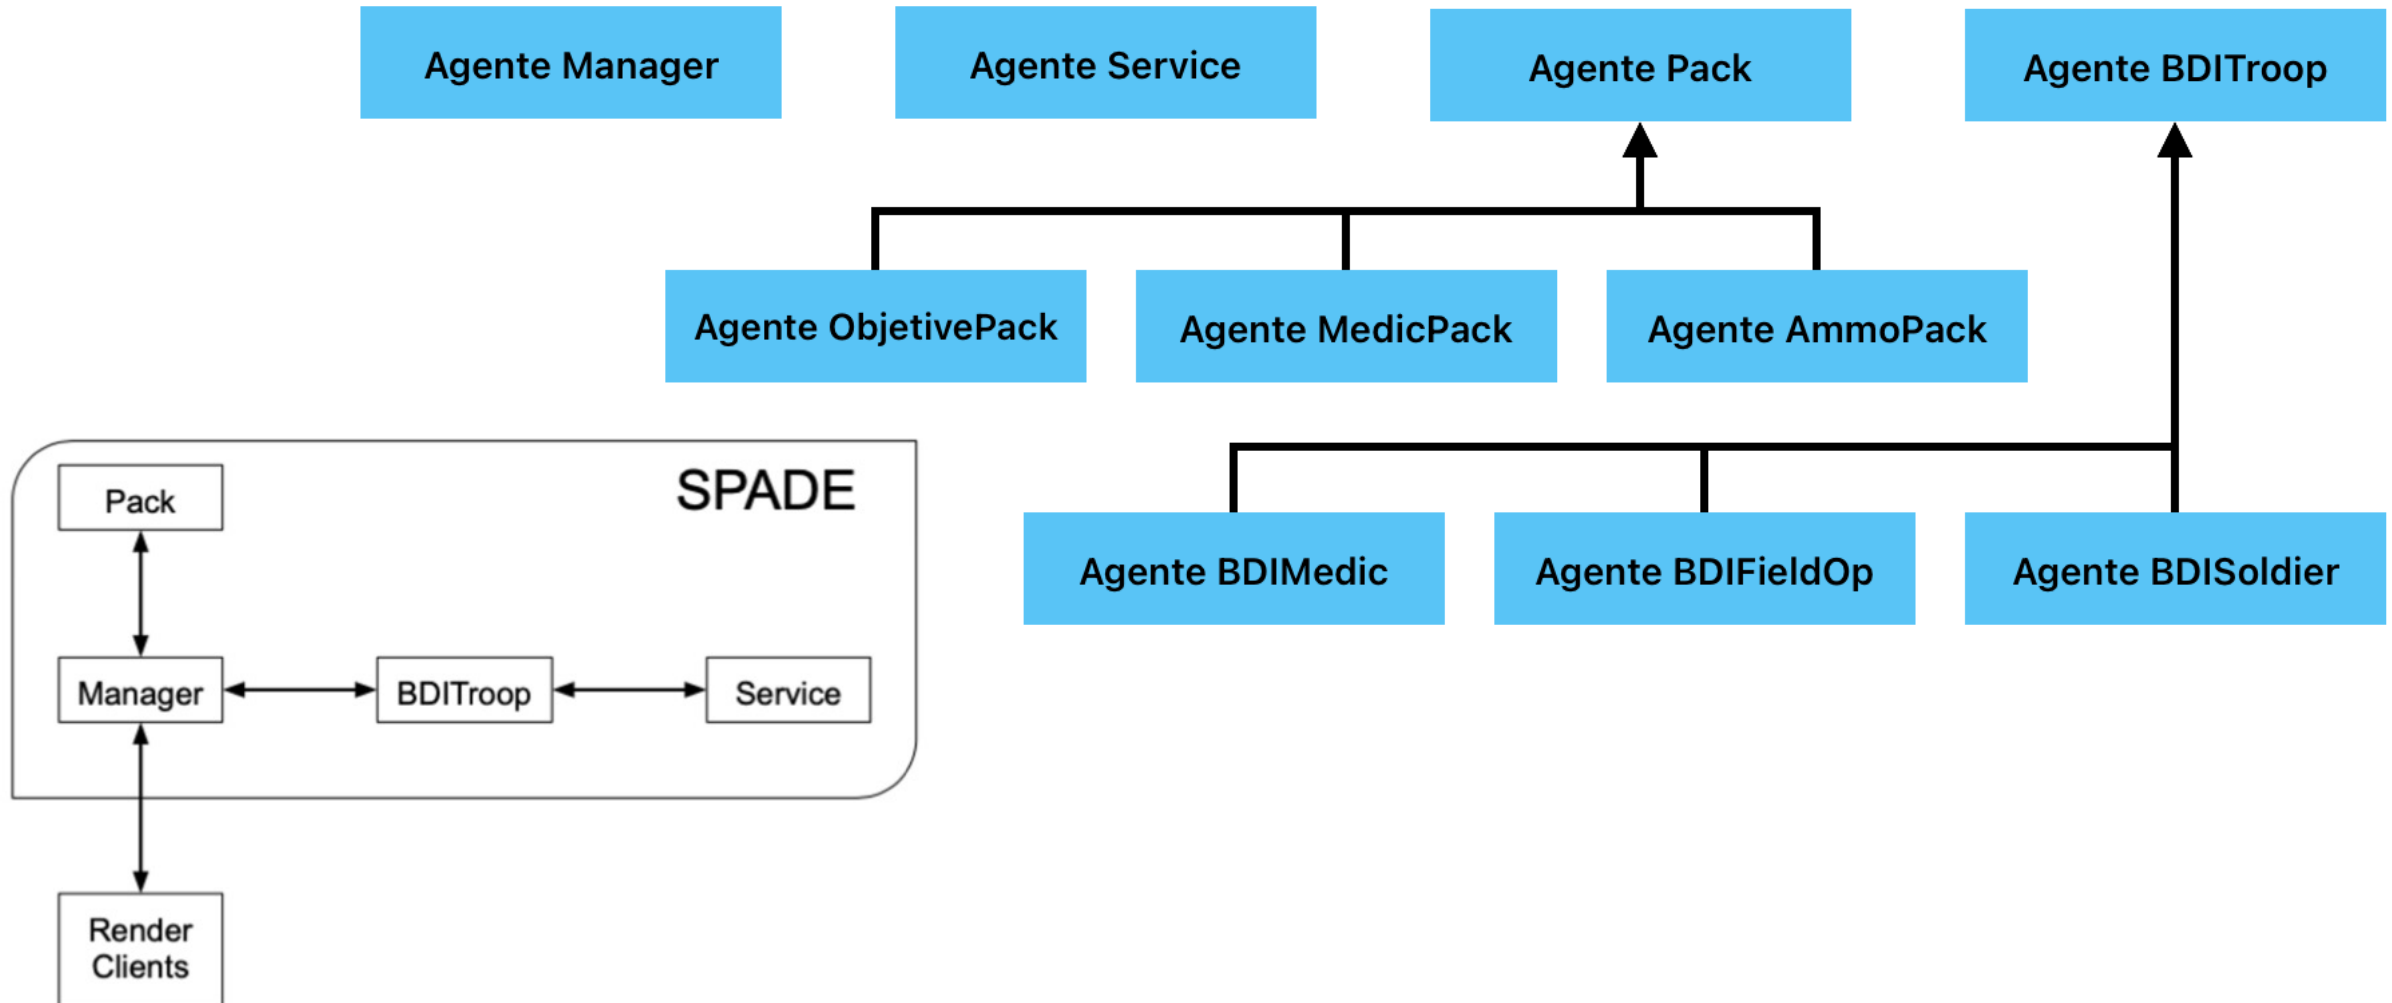 Agente Manager
Agente Service
Agente Pack
Agente BDITroop
Agente ObjetivePack
Agente MedicPack
Agente AmmoPack
Agente BDIMedic
Agente BDIFieldOp
Agente BDISoldier
SPADE
Pack
Manager
BDITroop
Service
Render
Clients